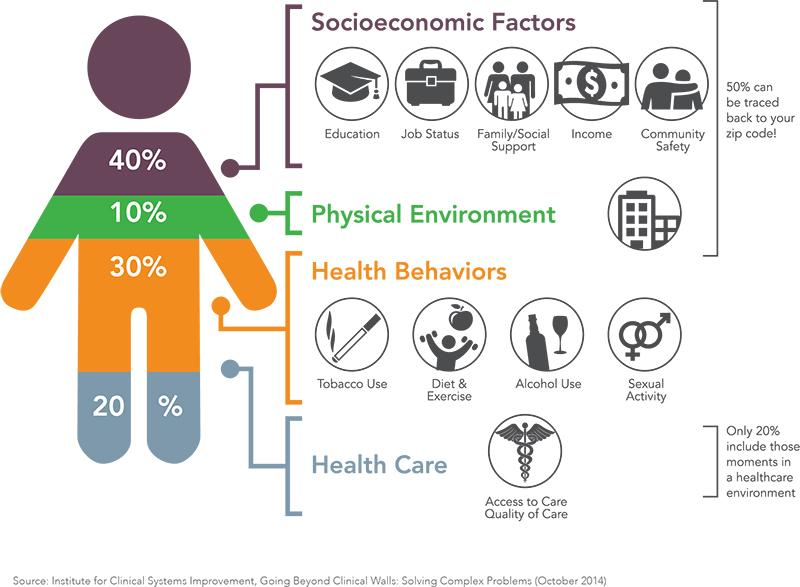 Socioeconomic Factors
Education
Job Status
Family/Social
Support
Income
Community
Safety
50% can
be traced
back to your
zip code!
40%
10%
Physical Environment
30%
Health Behaviors
Tobacco Use
Diet &
Exercise
Alcohol Use
Sexual
Activity
20 %
Health Care
Access to Care
Quality of Care
Only 20%
include those
moments in
a healthcare
environment
Source: Institute for Clinical Systems Improvement, Going Beyond Clinical Walls: Solving Complex Problems (October 2014)